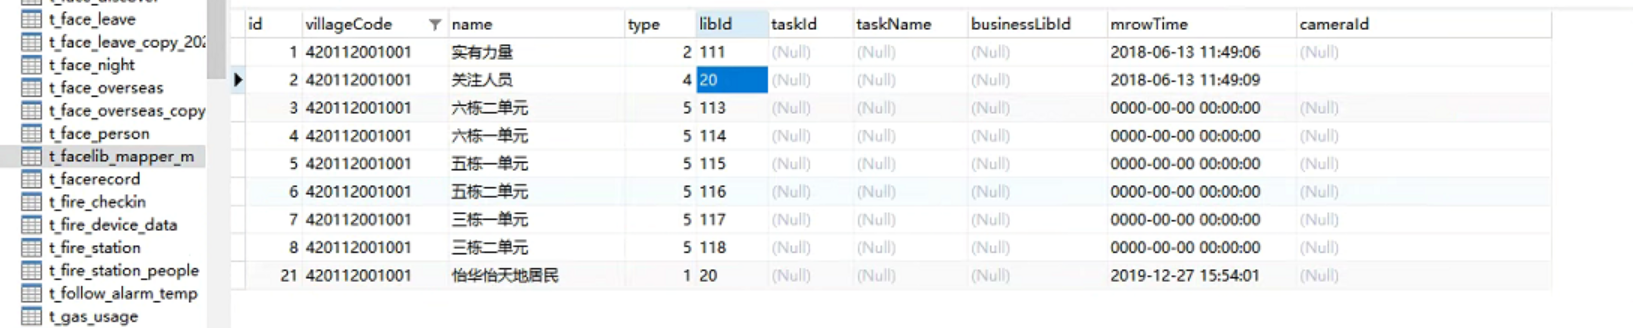 t_face_leave
t_face_leave_copy_202
t_face_night
t_face_overseas
t_face_overseas_copy
t_face_person
t_facelib_mapper_m
t_facerecord
t_fire_checkin
t_fire_device_data
t_fire_station
t_fire_station_people
t_follow_alarm_temp
t_gas_usage
id villageCode name type libId taskId taskName businessLibId mrowTime cameraId
1 420112001001 实有力量 2 111 (Null) (Null) (Null) 2018-06-13 11:49:06 (Null)
2 420112001001 关注人员 4 20 (Null) (Null) (Null) 2018-06-13 11:49:09
3 420112001001 六栋二单元 5 113 (Null) (Null) (Null) 0000-00-00 00:00:00 (Null)
4 420112001001 六栋一单元 5 114 (Null) (Null) (Null) 0000-00-00 00:00:00 (Null)
5 420112001001 五栋一单元 5 115 (Null) (Null) (Null) 0000-00-00 00:00:00 (Null)
6 420112001001 五栋二单元 5 116 (Null) (Null) (Null) 0000-00-00 00:00:00 (Null)
7 420112001001 三栋一单元 5 117 (Null) (Null) (Null) 0000-00-00 00:00:00 (Null)
8 420112001001 三栋二单元 5 118 (Null) (Null) (Null) 0000-00-00 00:00:00 (Null)
21 420112001001 怡华怡天地居民 1 20 (Null) (Null) (Null) 2019-12-27 15:54:01 (Null)